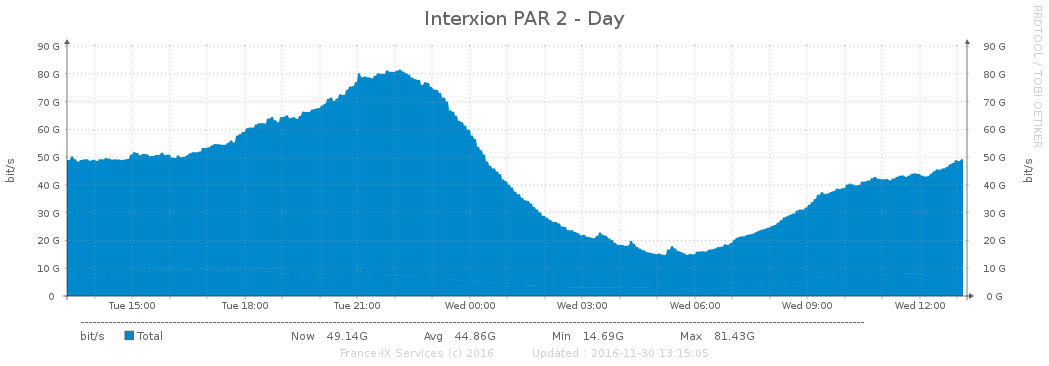 Interxion PAR 2 - Day
RRDTOOL / TOBI OETIKER
90 G 90 G
80 G 80 G
70 G 70 G
60 G 60 G
50 G 50 G
40 G 40 G
30 G 30 G
20 G 20 G
10 G 10 G
0 0 G
bit/s bit/s
Tue 15:00 Tue 18:00 Tue 21:00 Wed 00:00 Wed 03:00 Wed 06:00 Wed 09:00 Wed 12:00
bit/s Total Now 49.14G Avg 44.86G Min 14.69G Max 81.43G
France-IX Services (c) 2016 Updated : 2016-11-30 13:15:05